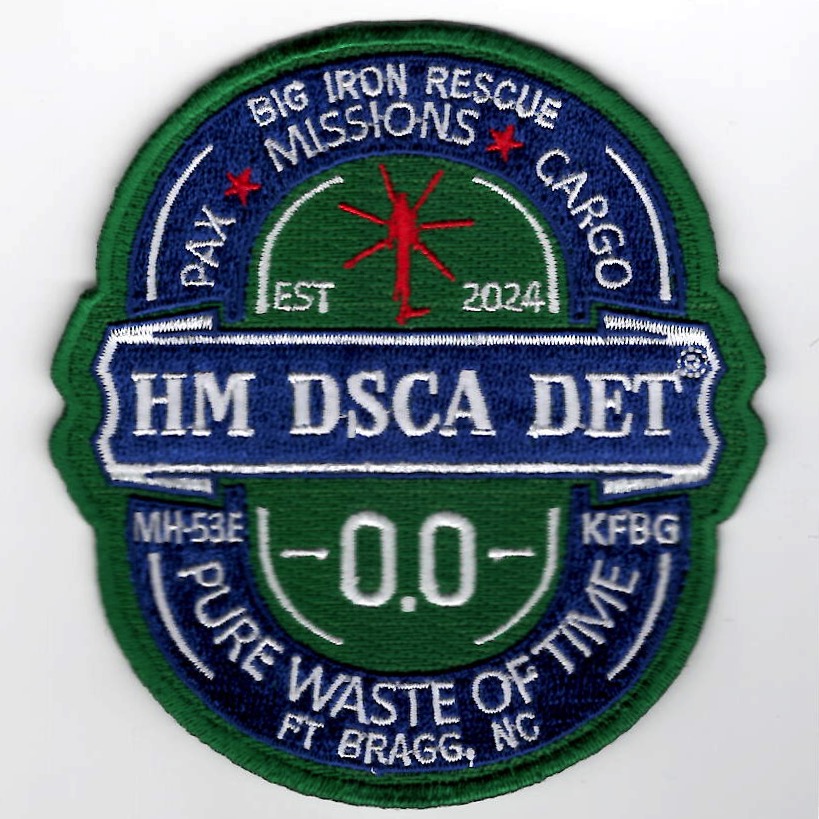 BIG IRON RESCUE
PAX ★ MISSIONS ★ CARGO
EST 2024
HM DSCA DET
MH-53E KFBG
-0.0-
PURE WASTE OF TIME
FT BRAGG, NC